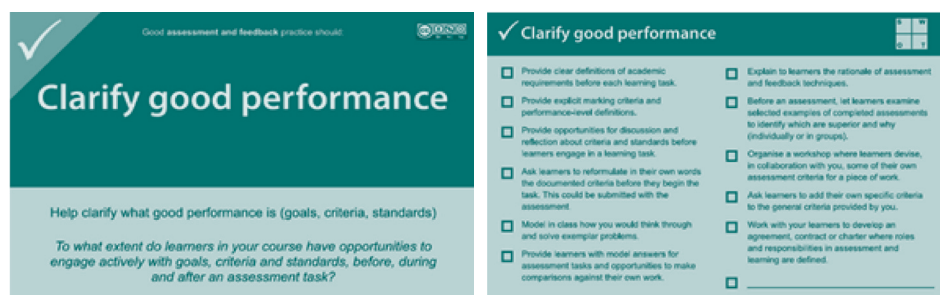 Good assessment and feedback practice should:
Clarify good performance
Help clarify what good performance is (goals, criteria, standards)
To what extent do learners in your course have opportunities to
engage actively with goals, criteria and standards, before, during
and after an assessment task?
Clarify good performance
S W
O T
Provide clear definitions of academic
requirements before each learning task.
Provide explicit marking criteria and
performance-level definitions.
Provide opportunities for discussion and
reflection about criteria and standards before
learners engage in a learning task.
Ask learners to reformulate in their own words
the documented criteria before they begin the
task. This could be submitted with the
assessment
Model in class how you would think through
and solve exemplar problems.
Provide learners with model answers for
assessment tasks and opportunities to make
comparisons against their own work.
Explain to learners the rationale of assessment
and feedback techniques.
Before an assessment, let learners examine
selected examples of completed assessments
to identify which are superior and why
(individually or in groups).
Organise a workshop where learners devise,
in collaboration with you, some of their own
assessment criteria for a piece of work.
Ask learners to add their own specific criteria
to the general criteria provided by you.
Work with your learners to develop an
agreement, contract or charter where roles
and responsibilities in assessment and
learning are defined.